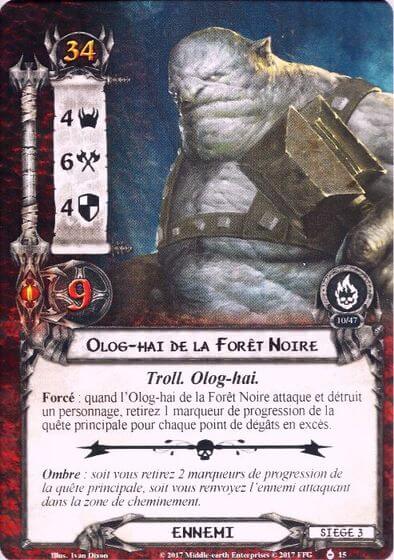 34
4
6
4
9
10/47
Olog-hai de la Forêt Noire
Troll. Olog-hai.
Forcé : quand l'Olog-hai de la Forêt Noire attaque et détruit
un personnage, retirez 1 marqueur de progression de la
quête principale pour chaque point de dégâts en excès.
Ombre : soit vous retirez 2 marqueurs de progression de
la quête principale, soit vous renvoyez l'ennemi attaquant
dans la zone de cheminement.
ENNEMI
SIEGE 3
Illus. Ivan Dixon © 2017 Middle-earth Enterprises © 2017 FFG 15